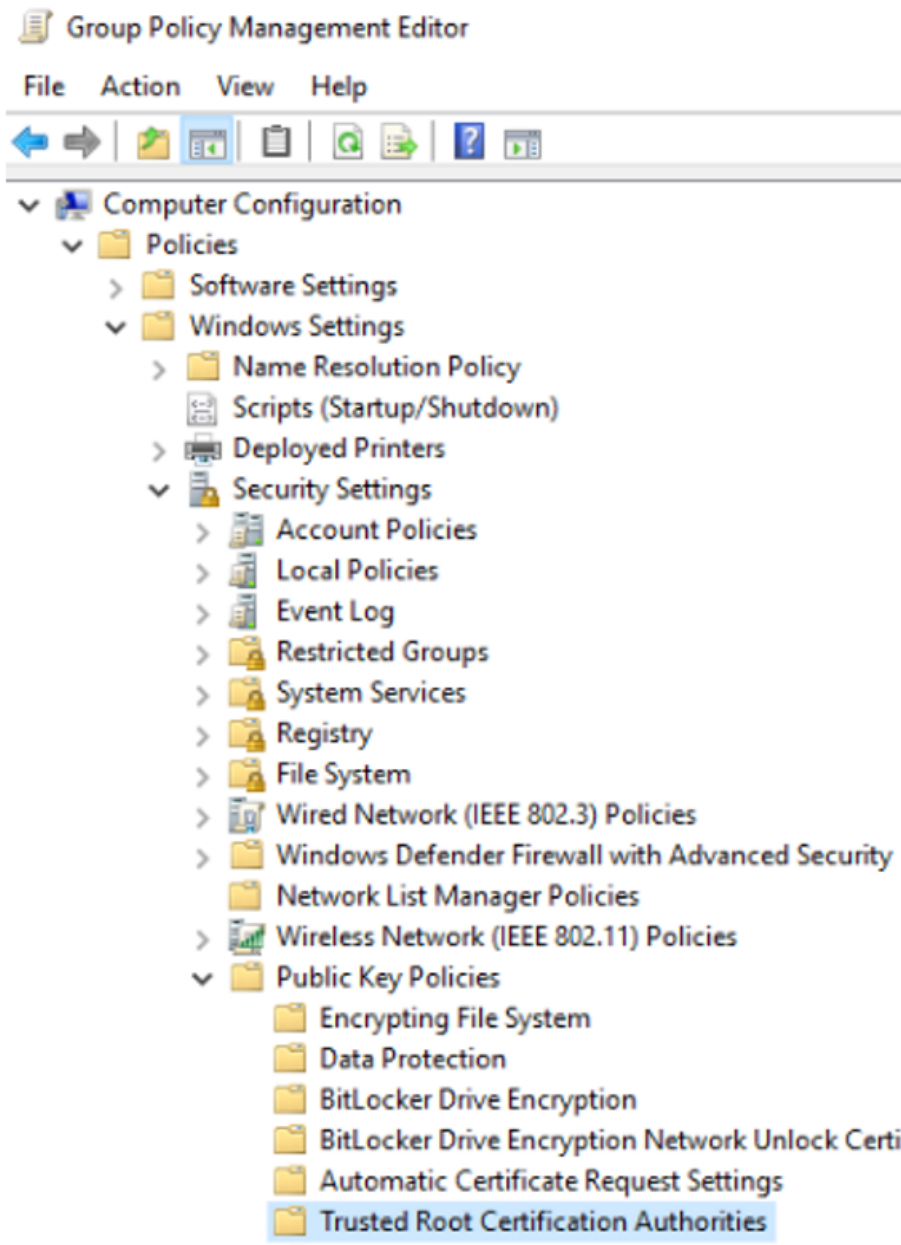 Group Policy Management Editor
File Action View Help
Computer Configuration
Policies
Software Settings
Windows Settings
Name Resolution Policy
Scripts (Startup/Shutdown)
Deployed Printers
Security Settings
Account Policies
Local Policies
Event Log
Restricted Groups
System Services
Registry
File System
Wired Network (IEEE 802.3) Policies
Windows Defender Firewall with Advanced Security
Network List Manager Policies
Wireless Network (IEEE 802.11) Policies
Public Key Policies
Encrypting File System
Data Protection
BitLocker Drive Encryption
BitLocker Drive Encryption Network Unlock Certi
Automatic Certificate Request Settings
Trusted Root Certification Authorities